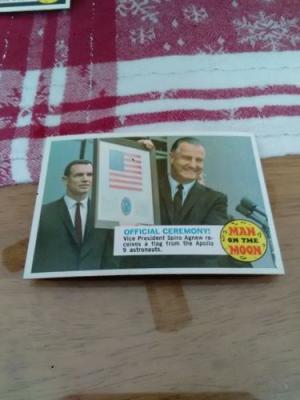 OFFICIAL CEREMONY!
Vice President Spiro Agnew re-
ceives a flag from the Apollo
9 astronauts.
MAN
ON THE
MOON